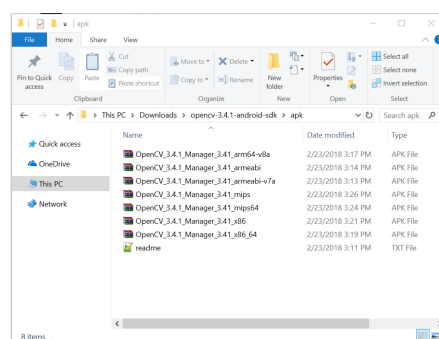 apk
File Home Share View
Pin to Quick access
Copy
Paste
Cut
Copy path
Paste shortcut
Move to
Copy to
Delete
Rename
New folder
Properties
Select all
Select none
Invert selection
Clipboard Organize New Open Select
This PC > Downloads > opencv-3.4.1-android-sdk > apk
Search apk
Name Date modified Type
Quick access
OneDrive
This PC
Network
OpenCV_3.4.1_Manager_3.41_arm64-v8a 2/23/2018 3:17 PM APK File
OpenCV_3.4.1_Manager_3.41_armeabi 2/23/2018 3:14 PM APK File
OpenCV_3.4.1_Manager_3.41_armeabi-v7a 2/23/2018 3:13 PM APK File
OpenCV_3.4.1_Manager_3.41_mips 2/23/2018 3:26 PM APK File
OpenCV_3.4.1_Manager_3.41_mips64 2/23/2018 3:24 PM APK File
OpenCV_3.4.1_Manager_3.41_x86 2/23/2018 3:21 PM APK File
OpenCV_3.4.1_Manager_3.41_x86_64 2/23/2018 3:19 PM APK File
readme 2/23/2018 3:11 PM TXT File
8 items